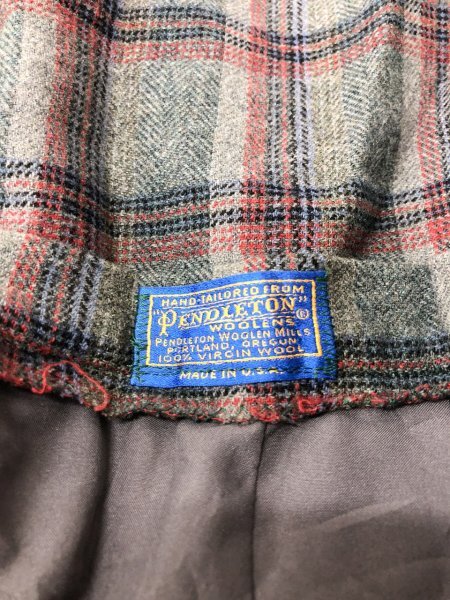 HAND-TAILORED FROM
"PENDLETON"®
WOOLENS
PENDLETON WOOLEN MILLS
PORTLAND, OREGON
100% VIRGIN WOOL
MADE IN U.S.A.